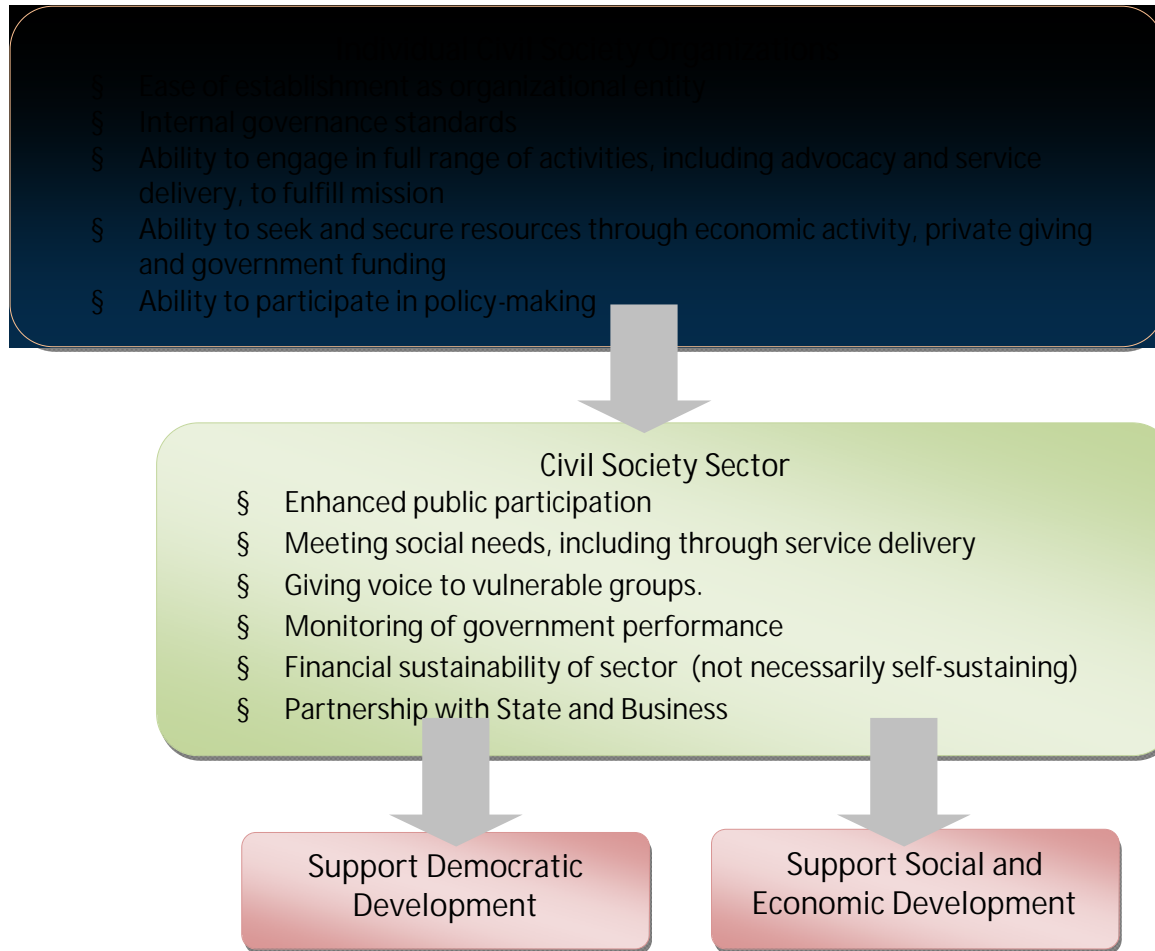 Individual Civil Society Organizations
§ Ease of establishment as organizational entity
§ Internal governance standards
§ Ability to engage in full range of activities, including advocacy and service
delivery, to fulfill mission
§ Ability to seek and secure resources through economic activity, private giving
and government funding
§ Ability to participate in policy-making
Civil Society Sector
§ Enhanced public participation
§ Meeting social needs, including through service delivery
§ Giving voice to vulnerable groups.
§ Monitoring of government performance
§ Financial sustainability of sector (not necessarily self-sustaining)
§ Partnership with State and Business
Support Democratic
Development
Support Social and
Economic Development